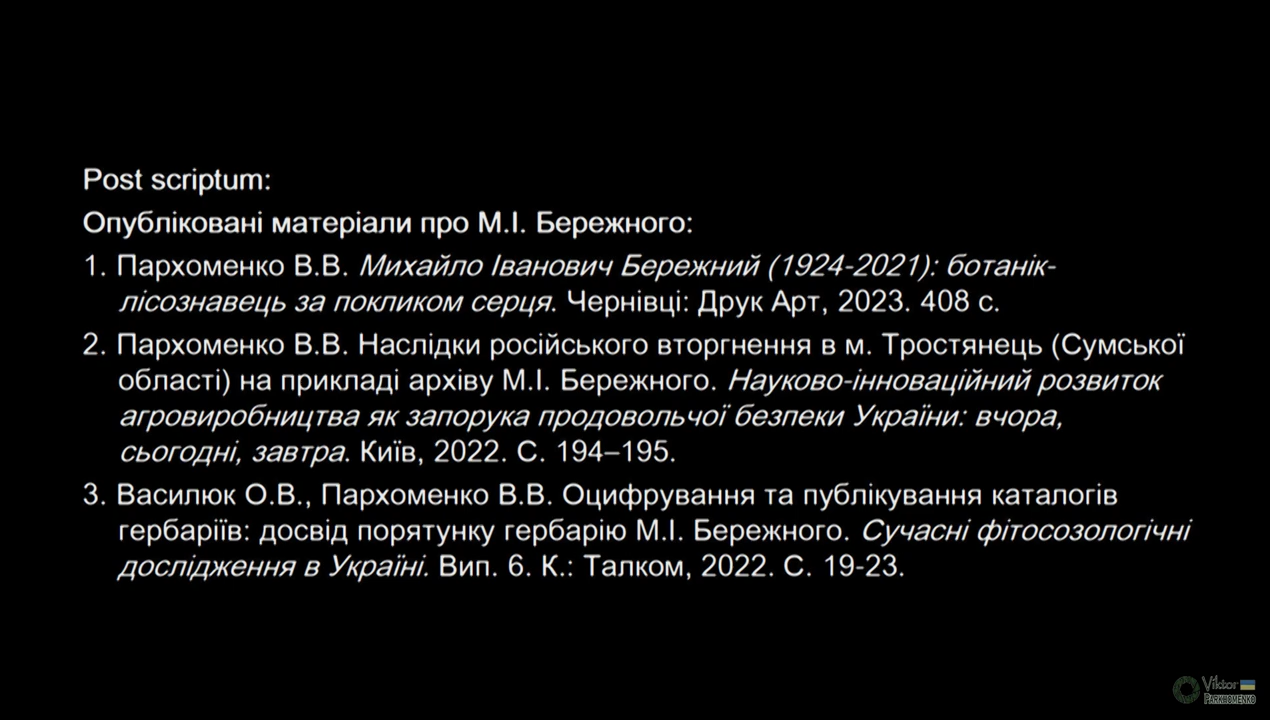 Post scriptum:
Опубліковані матеріали про М.І. Бережного:
1. Пархоменко В.В. Михайло Іванович Бережний (1924-2021): ботанік-
лісознавець за покликом серця. Чернівці: Друк Арт, 2023. 408 с.
2. Пархоменко В.В. Наслідки російського вторгнення в м. Тростянець (Сумської
області) на прикладі архіву М.І. Бережного. Науково-інноваційний розвиток
агровиробництва як запорука продовольчої безпеки України: вчора,
сьогодні, завтра. Київ, 2022. С. 194–195.
3. Василюк О.В., Пархоменко В.В. Оцифрування та публікування каталогів
гербаріїв: досвід порятунку гербарію М.І. Бережного. Сучасні фітосозологічні
дослідження в Україні. Вип. 6. К.: Талком, 2022. С. 19-23.
Viktor
PARKHOMENKO